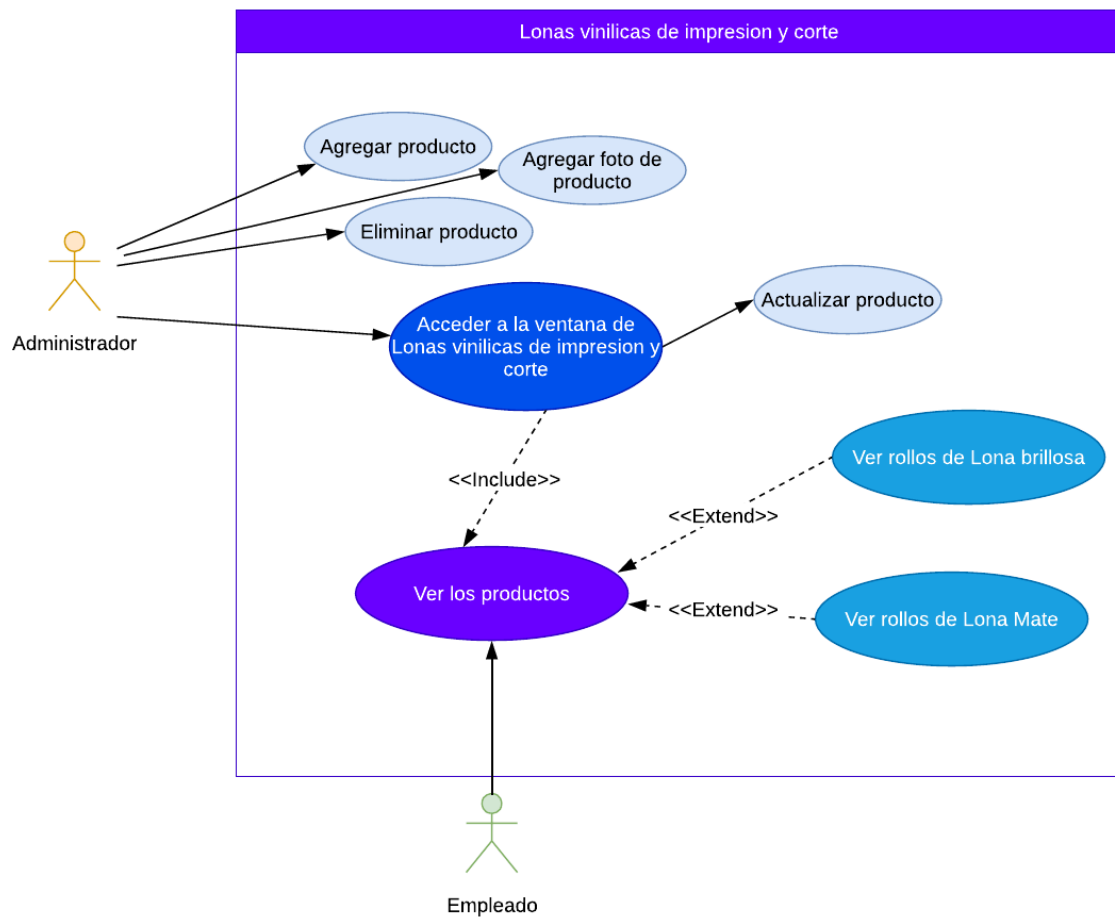 Lonas vinilicas de impresion y corte
Agregar producto
Agregar foto de
producto
Eliminar producto
Administrador
Acceder a la ventana de
Lonas vinilicas de impresion y
corte
Actualizar producto
<<Include>>
Ver rollos de Lona brillosa
<<Extend>>
Ver los productos
<<Extend>>
Ver rollos de Lona Mate
Empleado